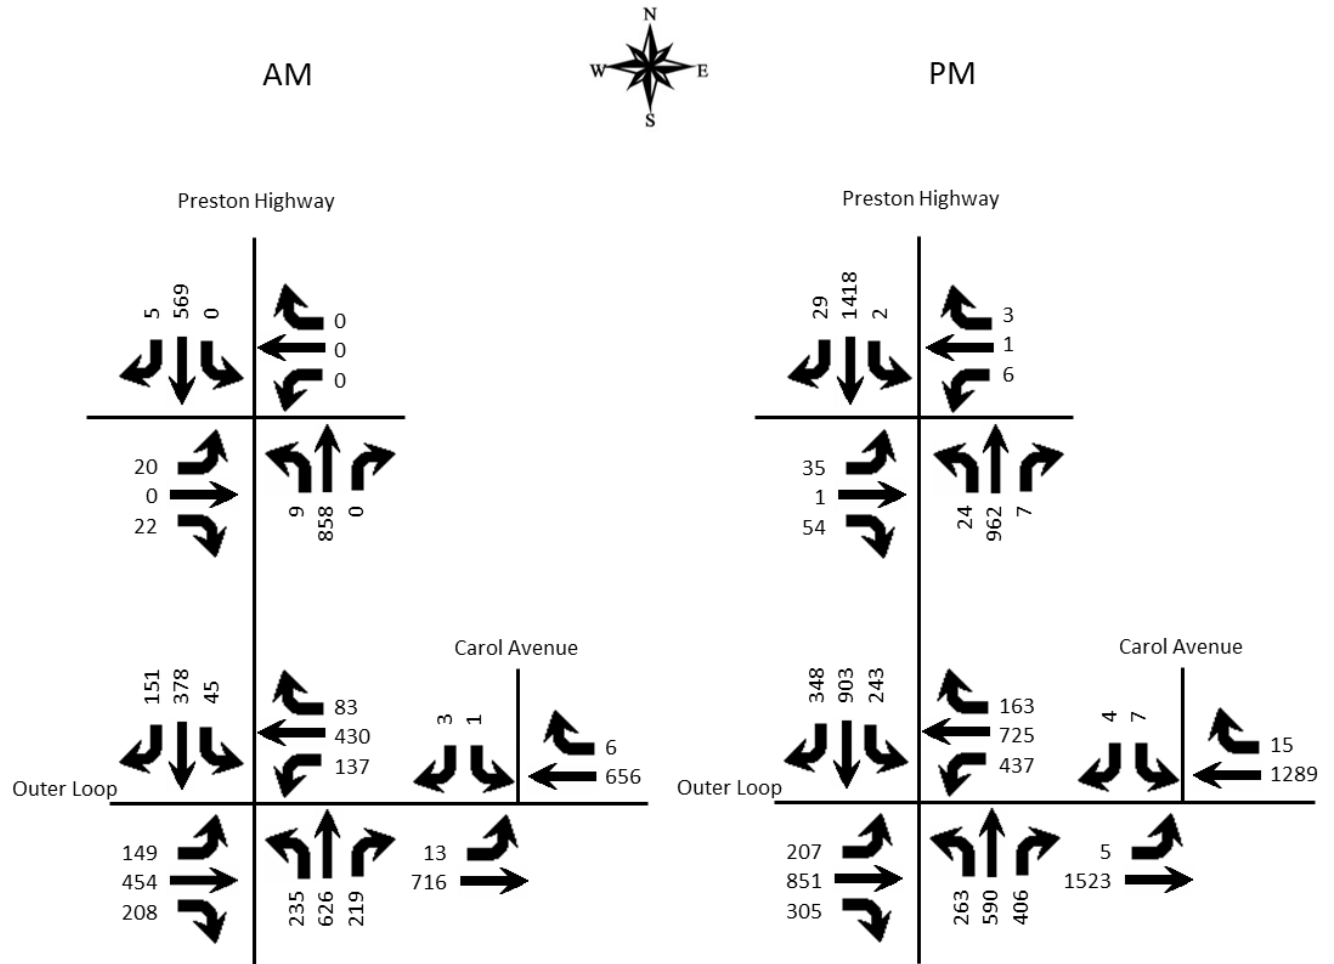 N
AM
W
E
PM
S
Preston Highway
Preston Highway
5 569 0
0
0
0
29 1418 2
3
1
6
20
0
22
9 858 0
35
1
54
24 962 7
Carol Avenue
Carol Avenue
151 378 45
83
430
137
3 1
6
656
348 903 243
163
725
437
4 7
15
1289
Outer Loop
Outer Loop
149
454
208
235 626 219
13
716
207
851
305
263 590 406
5
1523